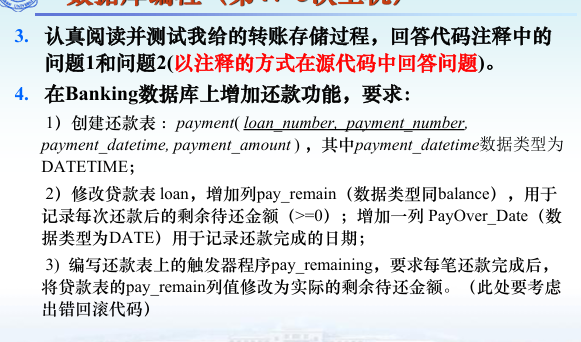 3. 认真阅读并测试我给的转账存储过程，回答代码注释中的
问题1和问题2(以注释的方式在源代码中回答问题)。
4. 在Banking数据库上增加还款功能，要求：
1）创建还款表：payment( loan_number, payment_number,
payment_datetime, payment_amount )，其中payment_datetime数据类型为
DATETIME；
2）修改贷款表 loan，增加列pay_remain（数据类型同balance），用于
记录每次还款后的剩余待还金额（>=0）；增加一列 PayOver_Date（数
据类型为DATE）用于记录还款完成的日期；
3）编写还款表上的触发器程序pay_remaining，要求每笔还款完成后，
将贷款表的pay_remain列值修改为实际的剩余待还金额。（此处要考虑
出错回滚代码）